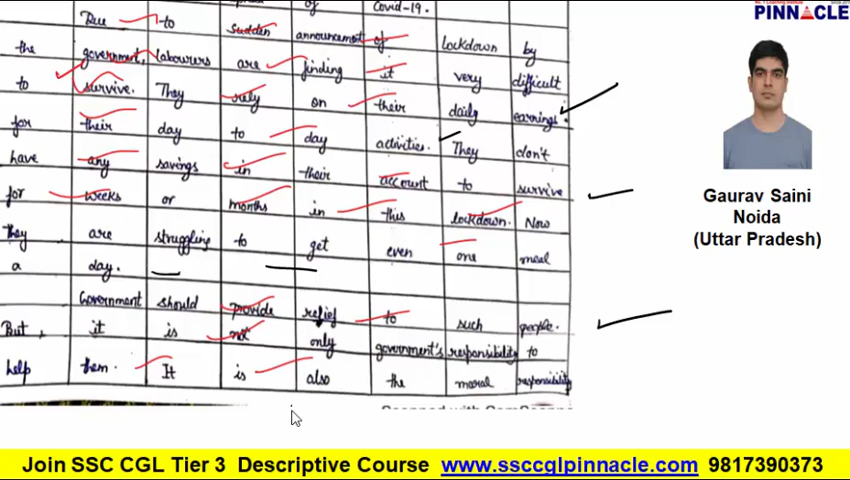 of Covid-19.
Due to sudden announcement of lockdown by
the government, labourers are finding it very difficult
to survive. They rely on their daily earnings.
for their day to day activities. They don't
have any savings in their account to survive
for weeks or months in this lockdown. Now
They are struggling to get even one meal
a day.
Government should provide relief to such people.
But, it is not only government's responsibility to
help them. It is also the moral responsibility
PINNACLE
Gaurav Saini
Noida
(Uttar Pradesh)
Join SSC CGL Tier 3 Descriptive Course www.ssccglpinnacle.com 9817390373